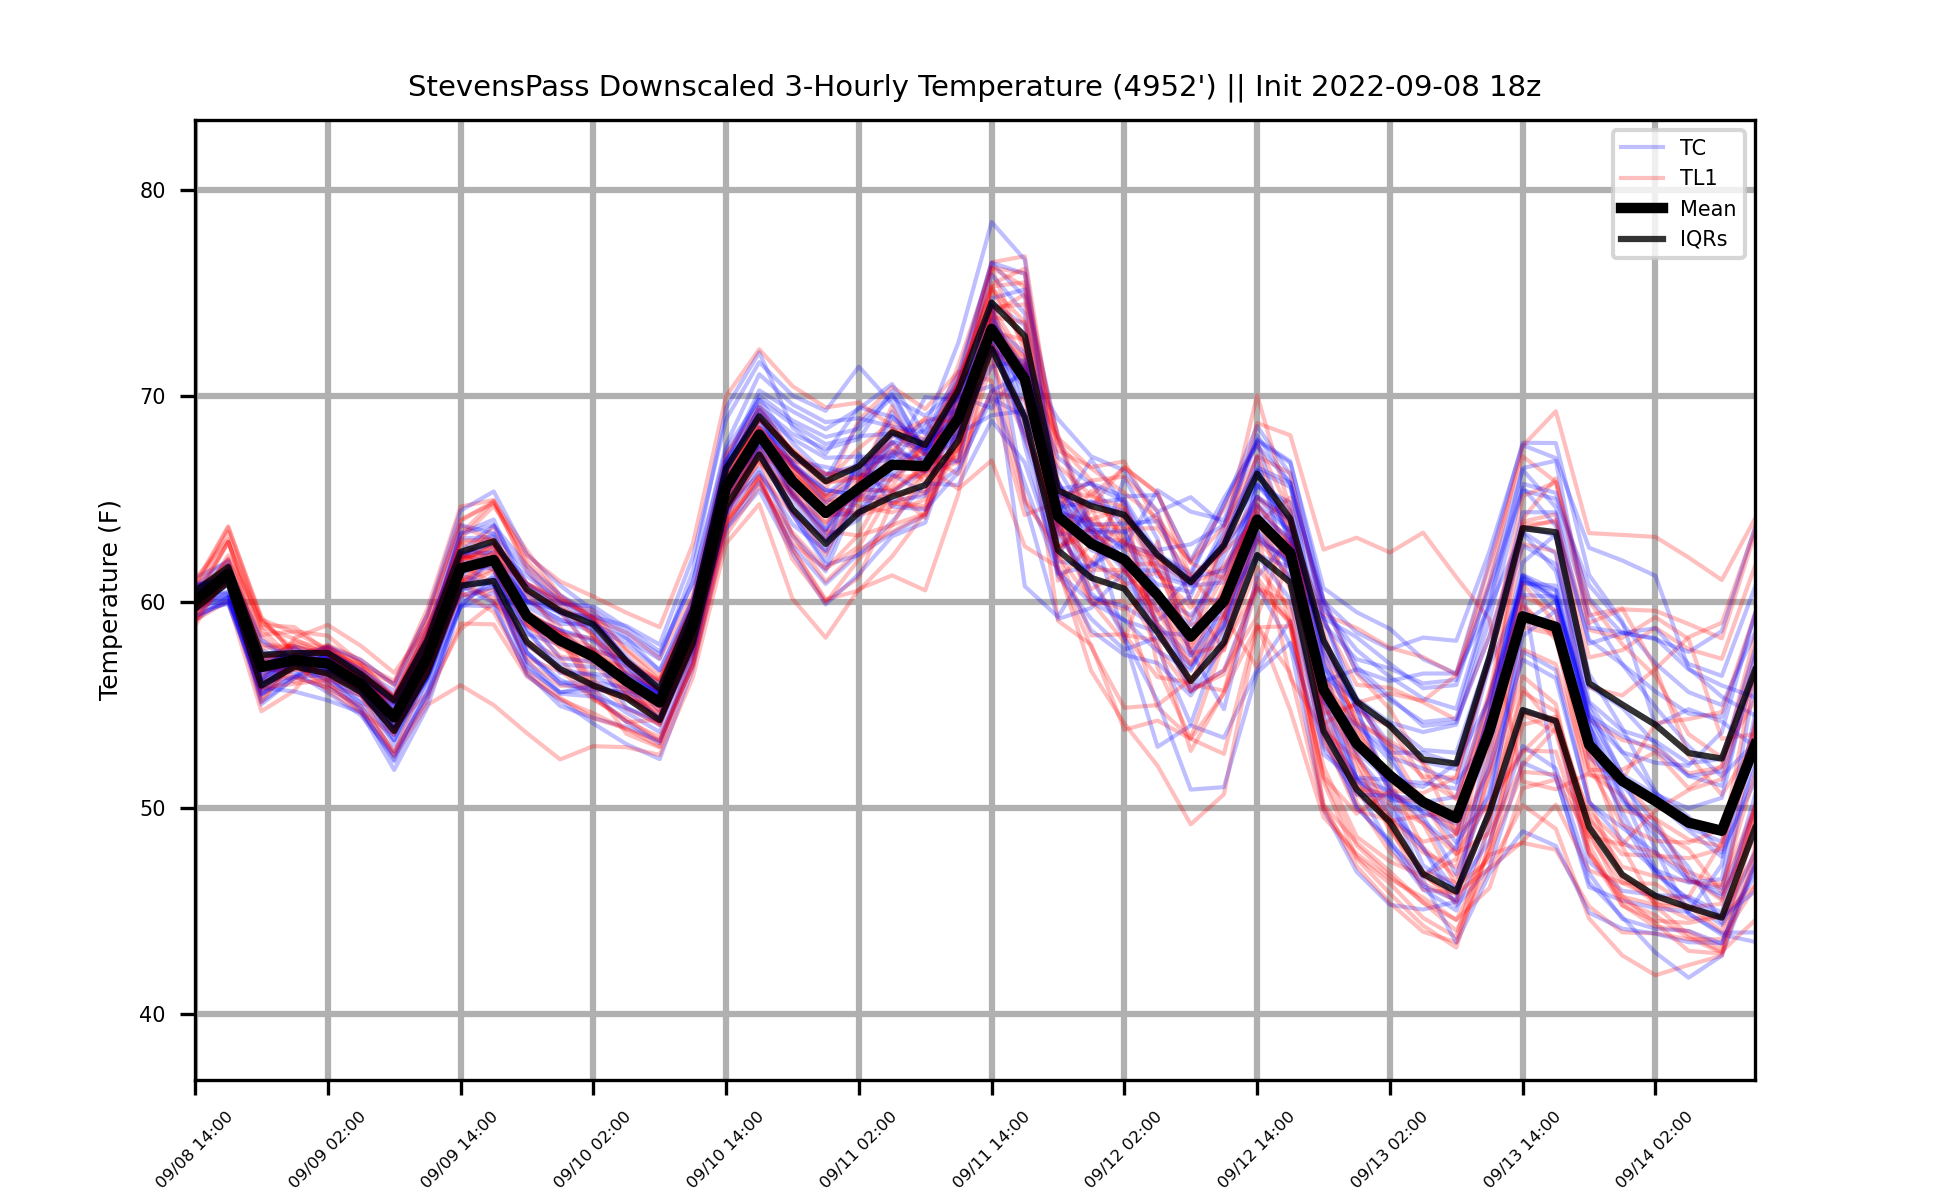 StevensPass Downscaled 3-Hourly Temperature (4952') || Init 2022-09-08 18z
TC
TL1
Mean
IQRs
Temperature (F)
80
70
60
50
40
09/08 14:00
09/09 02:00
09/09 14:00
09/10 02:00
09/10 14:00
09/11 02:00
09/11 14:00
09/12 02:00
09/12 14:00
09/13 02:00
09/13 14:00
09/14 02:00